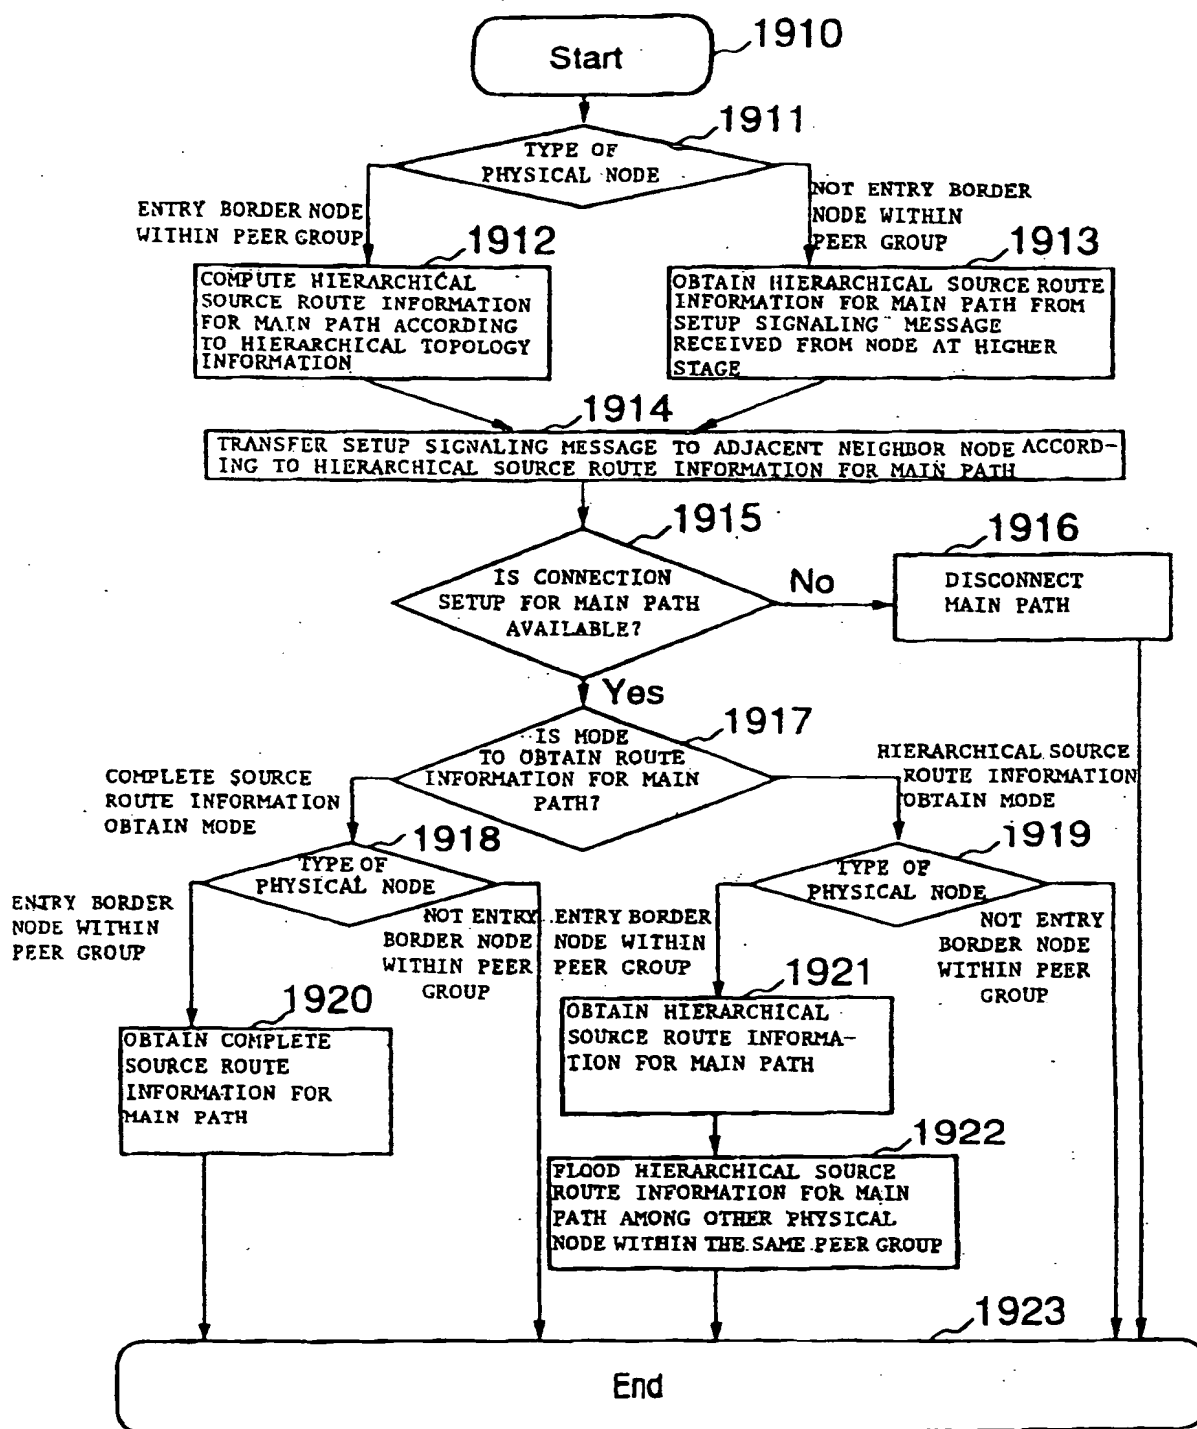 1910
Start
1911
TYPE OF
PHYSICAL NODE
ENTRY BORDER NODE
WITHIN PEER GROUP
NOT ENTRY BORDER
NODE WITHIN
PEER GROUP
1912
COMPUTE HIERARCHICAL
SOURCE ROUTE INFORMATION
FOR MAIN PATH ACCORDING
TO HIERARCHICAL TOPOLOGY
INFORMATION
1913
OBTAIN HIERARCHICAL SOURCE ROUTE
INFORMATION FOR MAIN PATH FROM
SETUP SIGNALING MESSAGE
RECEIVED FROM NODE AT HIGHER
STAGE
1914
TRANSFER SETUP SIGNALING MESSAGE TO ADJACENT NEIGHBOR NODE ACCORD-
ING TO HIERARCHICAL SOURCE ROUTE INFORMATION FOR MAIN PATH
1915
IS CONNECTION
SETUP FOR MAIN PATH
AVAILABLE?
No
1916
DISCONNECT
MAIN PATH
Yes
1917
IS MODE
TO OBTAIN ROUTE
INFORMATION FOR MAIN
PATH?
COMPLETE SOURCE
ROUTE INFORMATION
OBTAIN MODE
HIERARCHICAL SOURCE
ROUTE INFORMATION
OBTAIN MODE
1918
TYPE OF
PHYSICAL NODE
1919
TYPE OF
PHYSICAL NODE
ENTRY BORDER
NODE WITHIN
PEER GROUP
NOT ENTRY
BORDER NODE
WITHIN PEER
GROUP
ENTRY BORDER
NODE WITHIN
PEER GROUP
NOT ENTRY
BORDER NODE
WITHIN PEER
GROUP
1920
OBTAIN COMPLETE
SOURCE ROUTE
INFORMATION FOR
MAIN PATH
1921
OBTAIN HIERARCHICAL
SOURCE ROUTE INFORMA-
TION FOR MAIN PATH
1922
FLOOD HIERARCHICAL SOURCE
ROUTE INFORMATION FOR MAIN
PATH AMONG OTHER PHYSICAL
NODE WITHIN THE SAME PEER GROUP
1923
End